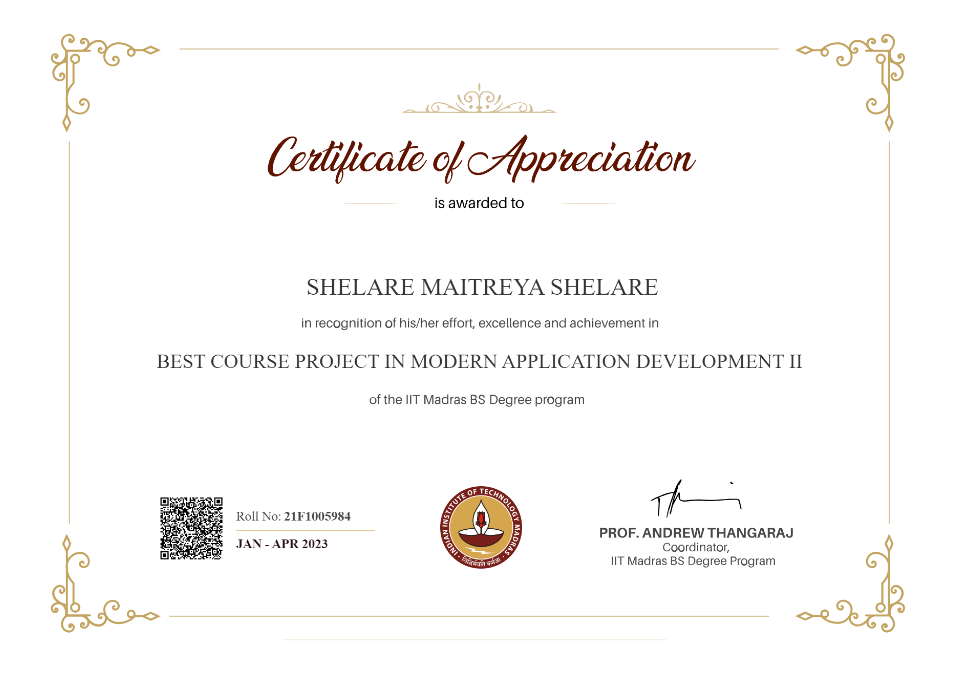 Certificate of Appreciation
is awarded to
SHELARE MAITREYA SHELARE
in recognition of his/her effort, excellence and achievement in
BEST COURSE PROJECT IN MODERN APPLICATION DEVELOPMENT II
of the IIT Madras BS Degree program
Roll No: 21F1005984
JAN - APR 2023
INDIAN INSTITUTE OF TECHNOLOGY MADRAS
सिद्धिर्भवति कर्मजा
PROF. ANDREW THANGARAJ
Coordinator,
IIT Madras BS Degree Program